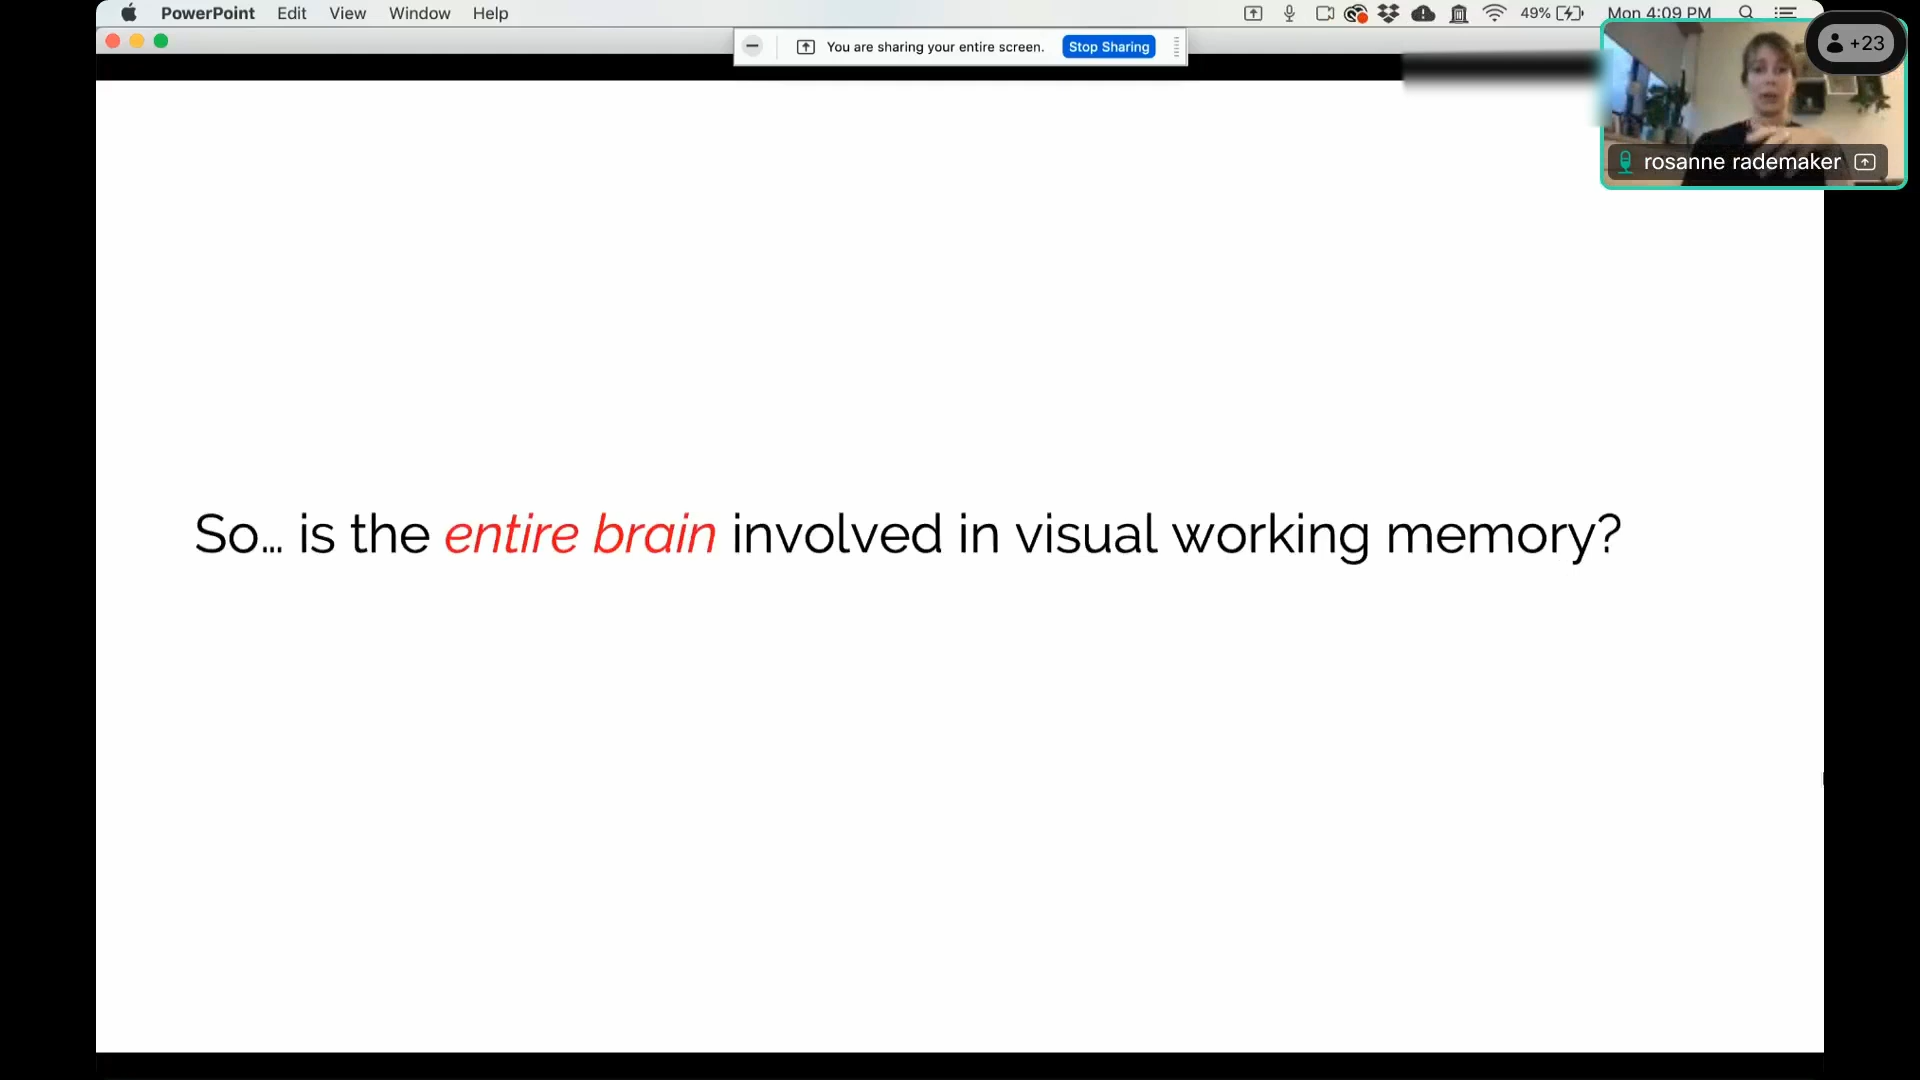 PowerPoint Edit View Window Help 49% Mon 4:09 PM
You are sharing your entire screen. Stop Sharing
+23
rosanne rademaker
So... is the entire brain involved in visual working memory?